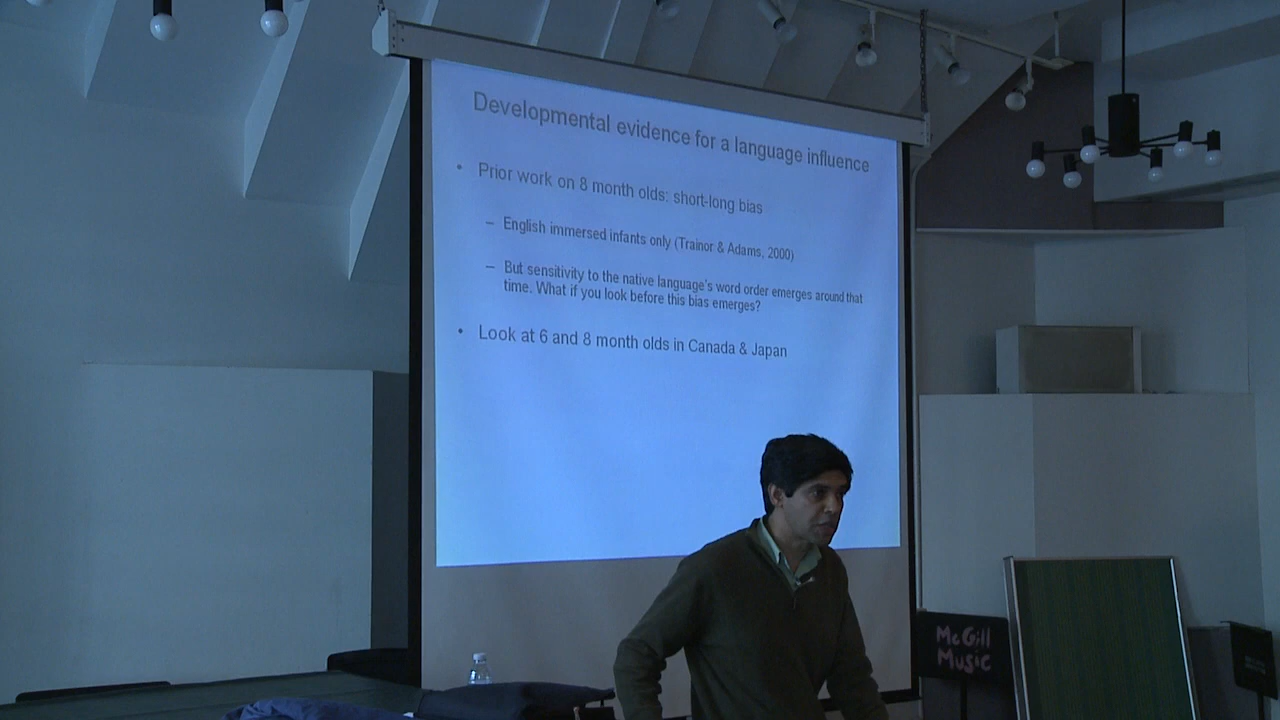 Developmental evidence for a language influence
• Prior work on 8 month olds: short-long bias
– English immersed infants only (Trainor & Adams, 2000)
– But sensitivity to the native language's word order emerges around that
time. What if you look before this bias emerges?
• Look at 6 and 8 month olds in Canada & Japan
McGill
Music